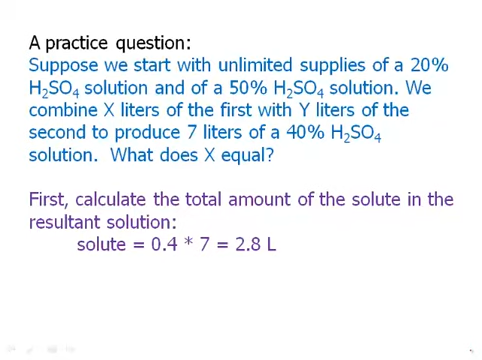 A practice question:
Suppose we start with unlimited supplies of a 20%
H₂SO₄ solution and of a 50% H₂SO₄ solution. We
combine X liters of the first with Y liters of the
second to produce 7 liters of a 40% H₂SO₄
solution.  What does X equal?
First, calculate the total amount of the solute in the
resultant solution:
solute = 0.4 * 7 = 2.8 L